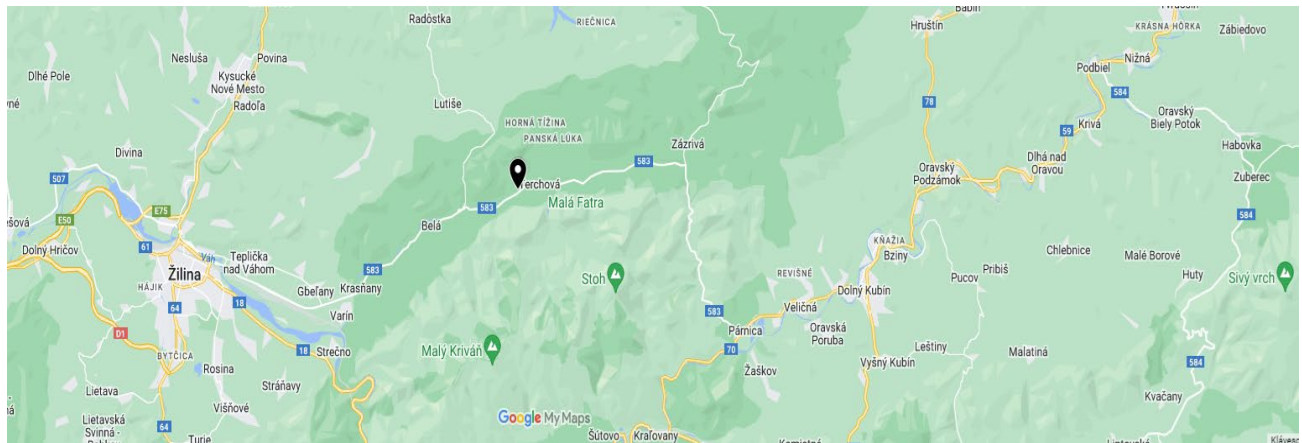 Radôstka
RIEČNICA
Hruštín
Babín
KRÁSNA HÔRKA
Zábiedovo
Nesluša
Povina
Dlhé Pole
Kysucké
Nové Mesto
Radoľa
Podbiel
Nižná
584
78
Lutiše
HORNÁ TÍŽINA
PANSKÁ LÚKA
Zázrivá
59
Krivá
Oravský
Biely Potok
Habovka
Divina
507
583
Oravský
Podzámok
Dlhá nad
Oravou
Zuberec
Terchová
Malá Fatra
E75
E50
583
Belá
584
61
Dolný Hričov
Váh
Teplička
nad Váhom
Žilina
KŇAŽIA
Bziny
Chlebnice
Malé Borové
583
Stoh
REVIŠNÉ
Pucov
Pribiš
Huty
Sivý vrch
HÁJIK
Gbeľany
Krasňany
18
64
Varín
Veličná
Dolný Kubín
583
D1
Párnica
Oravská
Poruba
BYTČICA
Strečno
18
Malý Kriváň
70
Leštiny
Malatiná
Rosina
Žaškov
Vyšný Kubín
584
Lietava
Stráňavy
Kvačany
Višňové
Lietavská
Svinná -
64
Turie
Google My Maps
Šútovo
Kraľovany